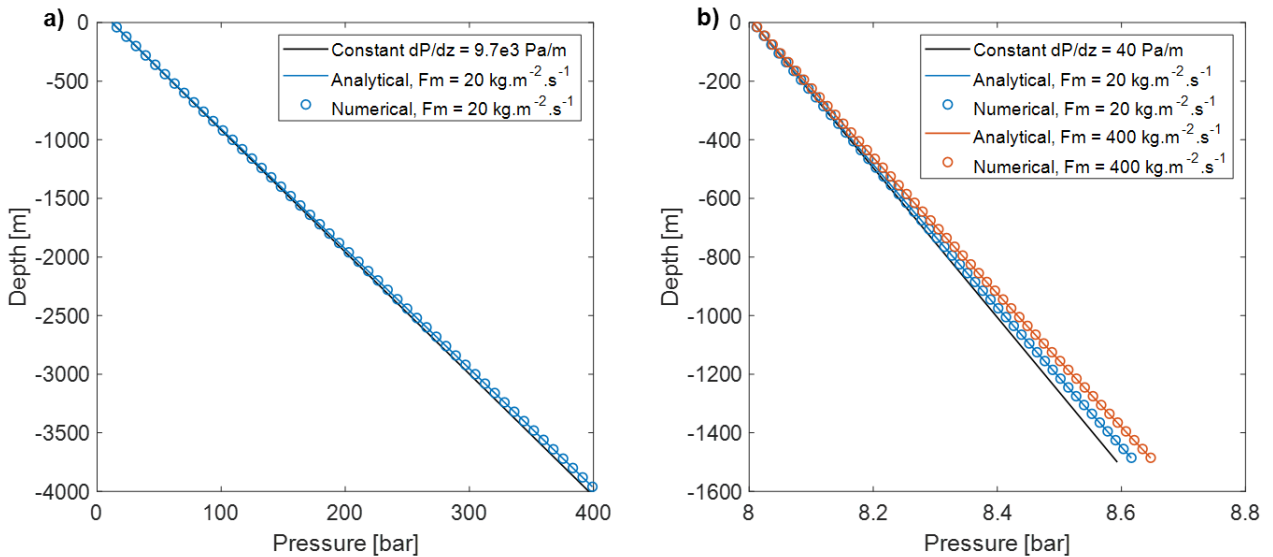 a)
Constant dP/dz = 9.7e3 Pa/m
Analytical, Fm = 20 kg.m⁻².s⁻¹
Numerical, Fm = 20 kg.m⁻².s⁻¹
0
-500
-1000
-1500
-2000
-2500
-3000
-3500
-4000
Depth [m]
0 100 200 300 400
Pressure [bar]
b)
Constant dP/dz = 40 Pa/m
Analytical, Fm = 20 kg.m⁻².s⁻¹
Numerical, Fm = 20 kg.m⁻².s⁻¹
Analytical, Fm = 400 kg.m⁻².s⁻¹
Numerical, Fm = 400 kg.m⁻².s⁻¹
0
-200
-400
-600
-800
-1000
-1200
-1400
-1600
Depth [m]
8 8.2 8.4 8.6 8.8
Pressure [bar]